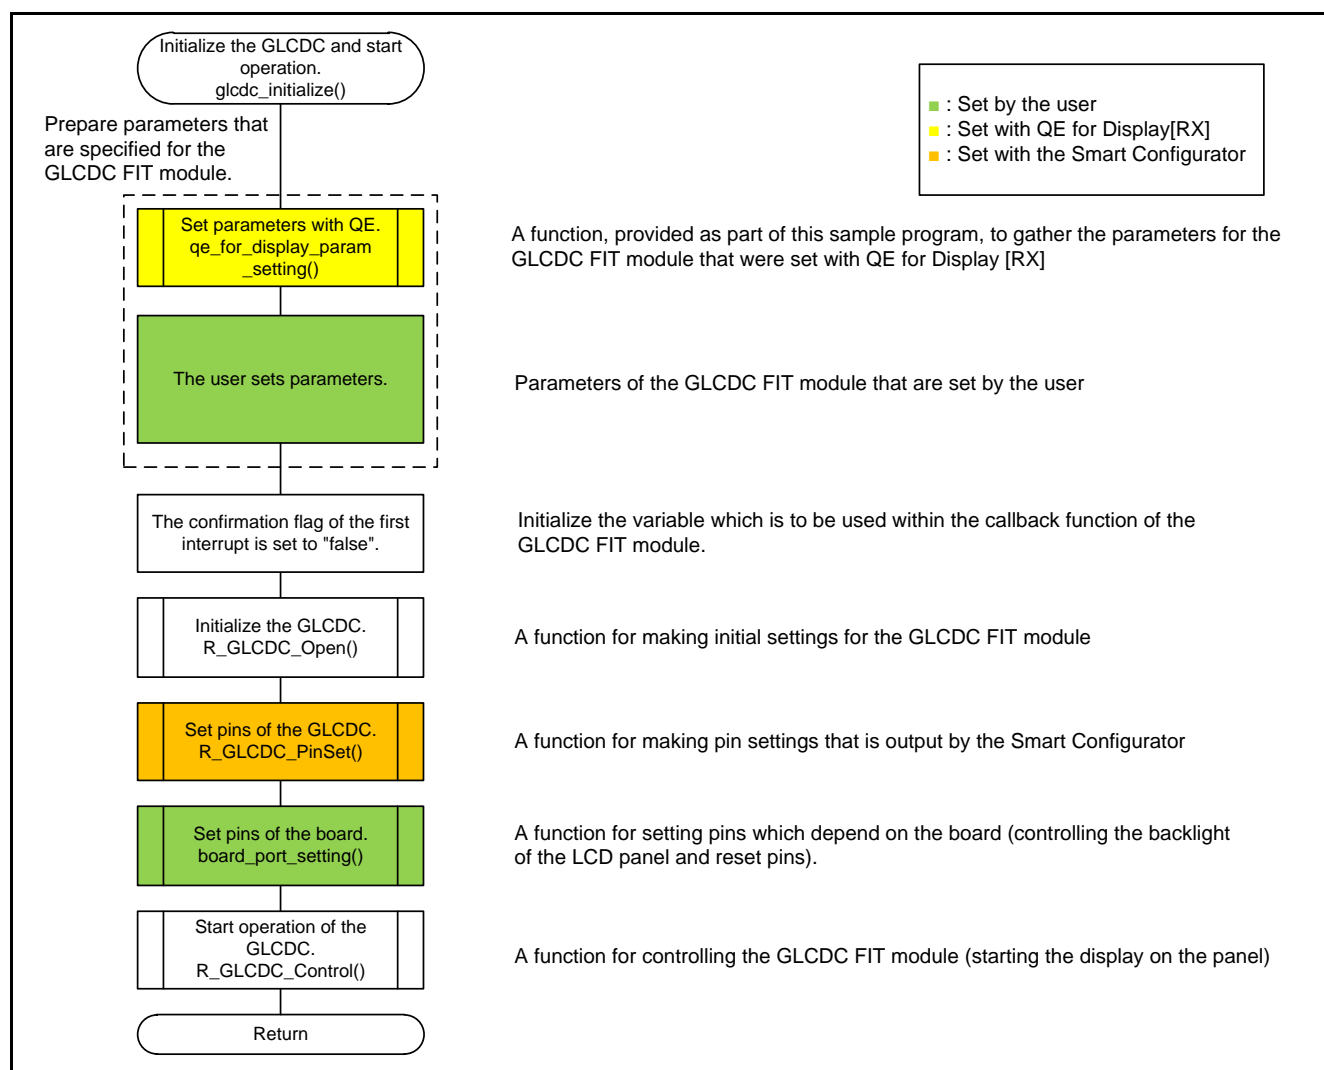 Initialize the GLCDC and start
operation.
glcdc_initialize()
: Set by the user
: Set with QE for Display[RX]
: Set with the Smart Configurator
Prepare parameters that
are specified for the
GLCDC FIT module.
Set parameters with QE.
qe_for_display_param
_setting()
A function, provided as part of this sample program, to gather the parameters for the
GLCDC FIT module that were set with QE for Display [RX]
The user sets parameters.
Parameters of the GLCDC FIT module that are set by the user
The confirmation flag of the first
interrupt is set to "false".
Initialize the variable which is to be used within the callback function of the
GLCDC FIT module.
Initialize the GLCDC.
R_GLCDC_Open()
A function for making initial settings for the GLCDC FIT module
Set pins of the GLCDC.
R_GLCDC_PinSet()
A function for making pin settings that is output by the Smart Configurator
Set pins of the board.
board_port_setting()
A function for setting pins which depend on the board (controlling the backlight
of the LCD panel and reset pins).
Start operation of the
GLCDC.
R_GLCDC_Control()
A function for controlling the GLCDC FIT module (starting the display on the panel)
Return